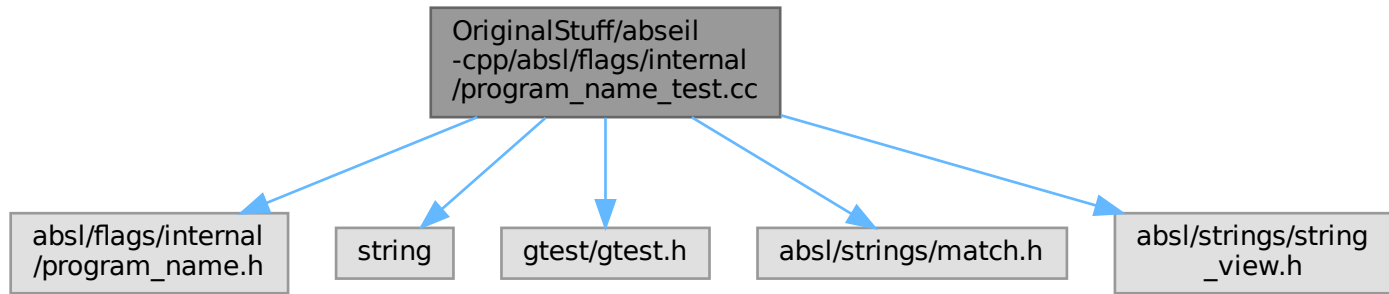 OriginalStuff/abseil
-cpp/absl/flags/internal
/program_name_test.cc
absl/flags/internal
/program_name.h
string
gtest/gtest.h
absl/strings/match.h
absl/strings/string
_view.h